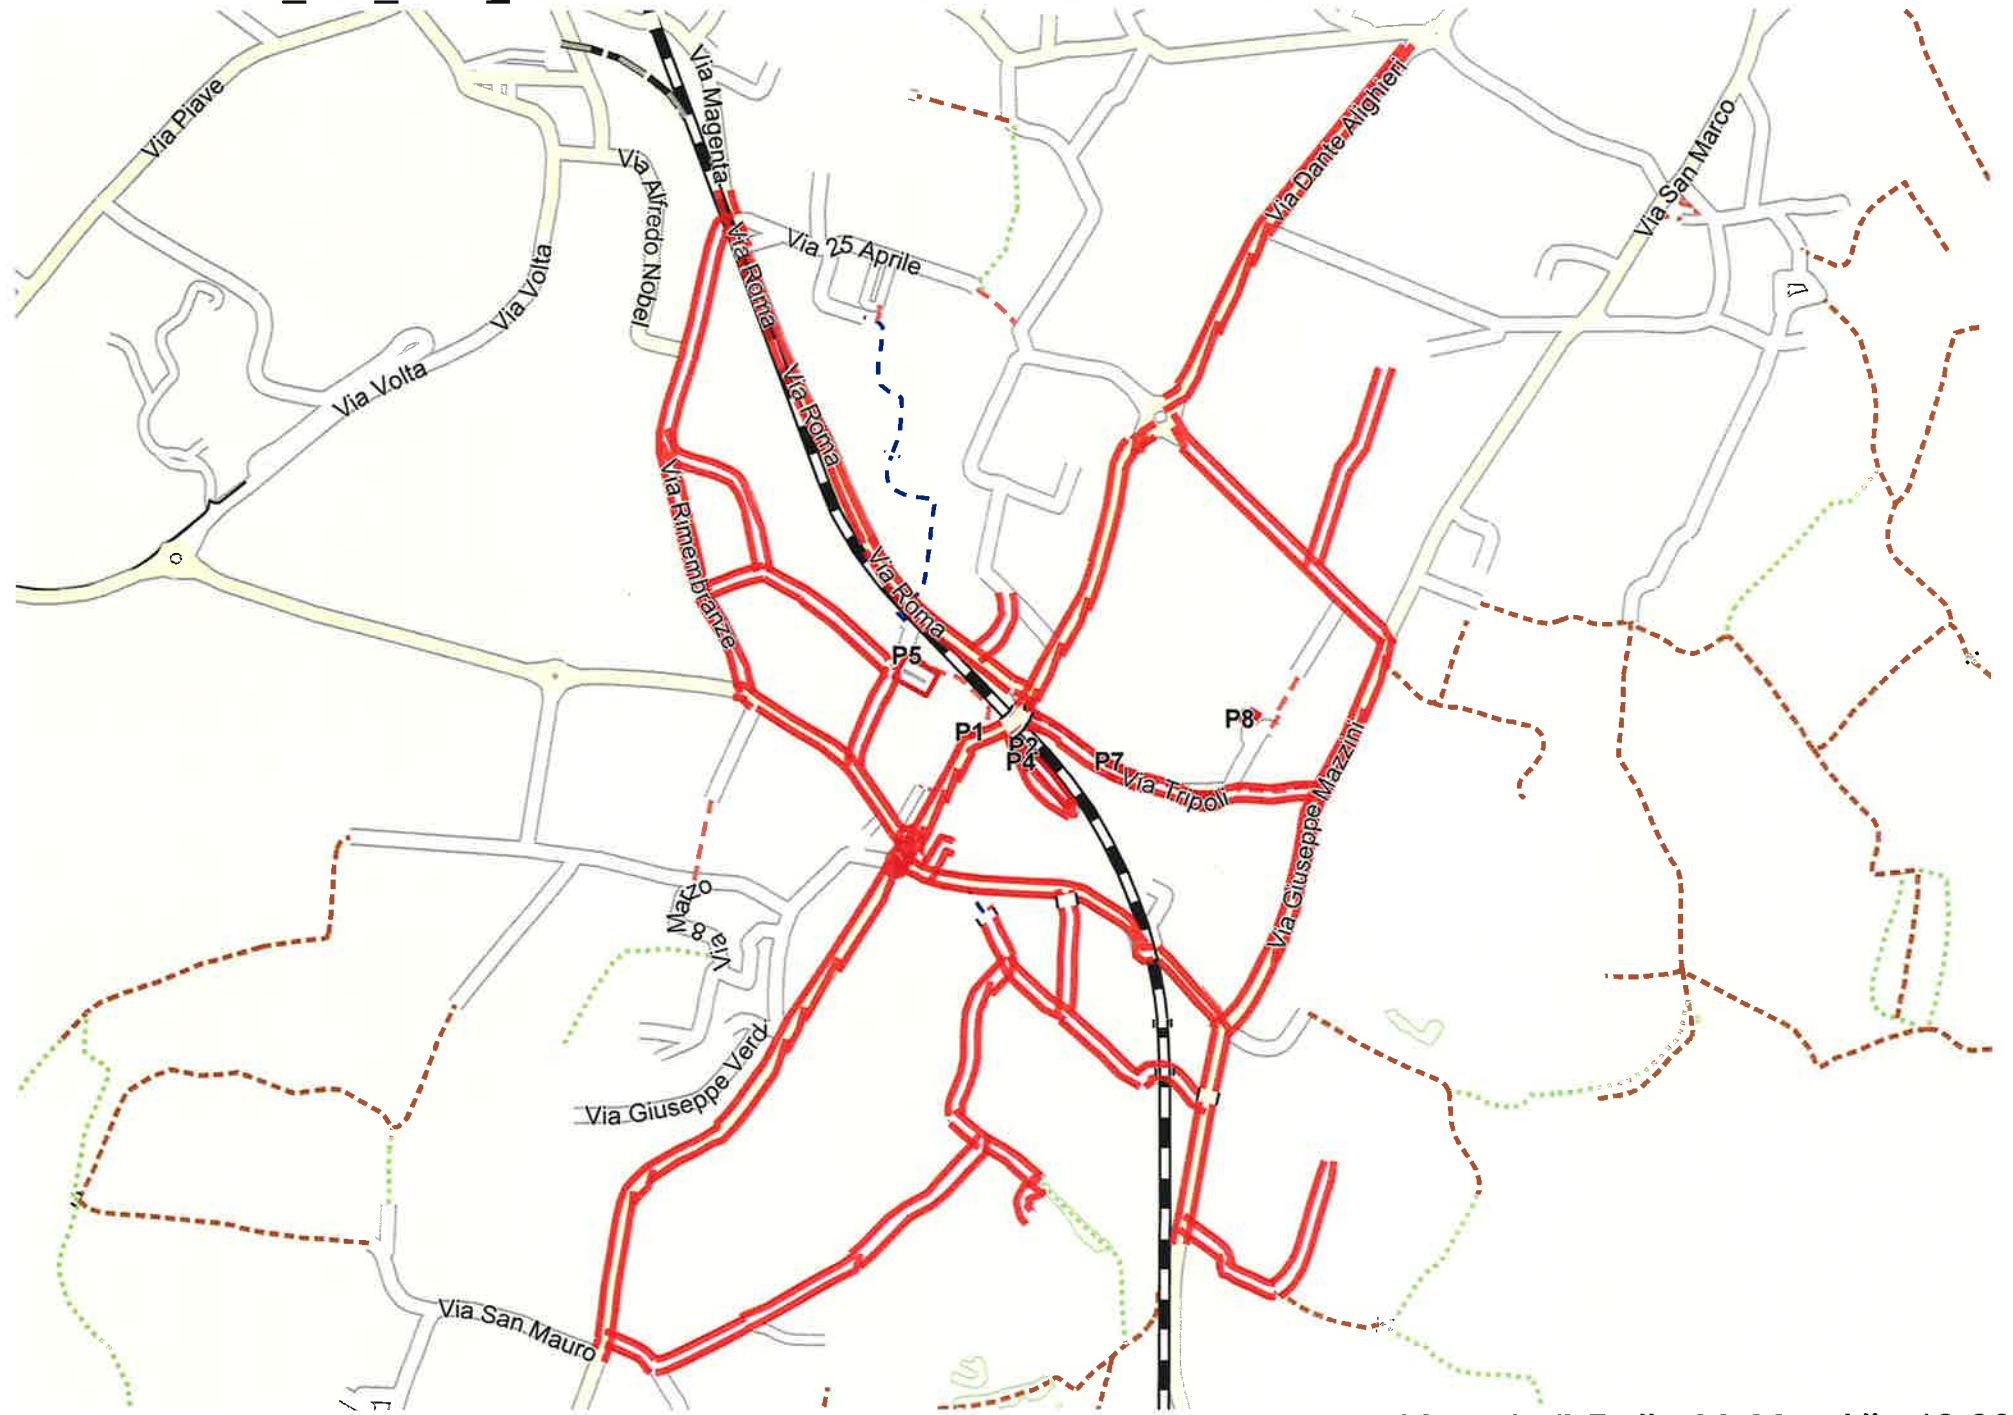 Via Magenta
Via Piave
Via Dante Alighieri
Via San Marco
Via Alfredo Nobel
Via 25 Aprile
Via Roma
Via Volta
Via Volta
Via Roma
Via Rimembranze
Via Roma
P5
P1
P2
P4
P7
P8
Via Tripoli
Via Giuseppe Mazzini
Via 8 Marzo
Via Giuseppe Verdi
Via San Mauro